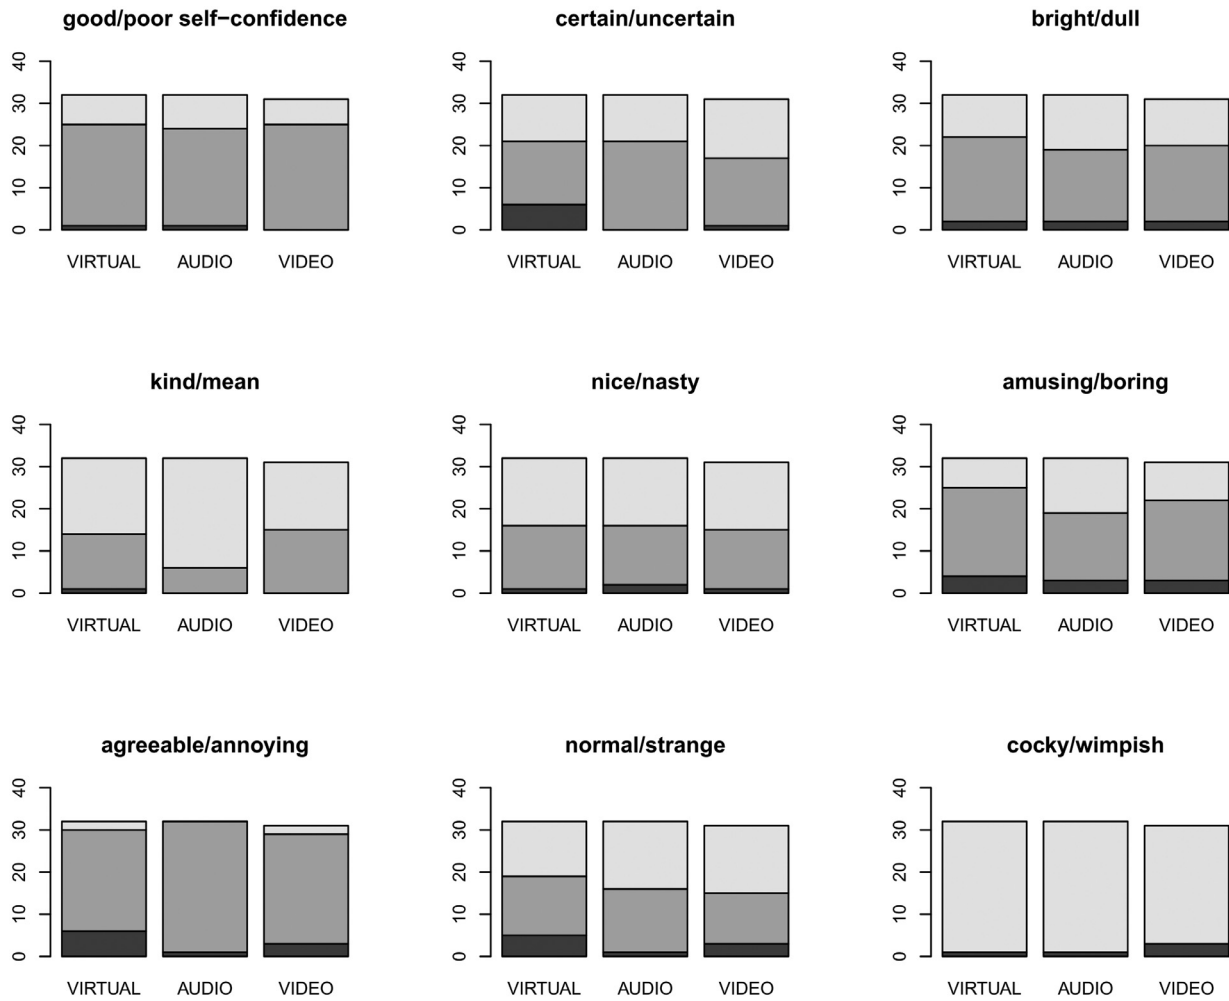 good/poor self−confidence
certain/uncertain
bright/dull
40
30
20
10
0
VIRTUAL AUDIO VIDEO
40
30
20
10
0
VIRTUAL AUDIO VIDEO
40
30
20
10
0
VIRTUAL AUDIO VIDEO
kind/mean
nice/nasty
amusing/boring
40
30
20
10
0
VIRTUAL AUDIO VIDEO
40
30
20
10
0
VIRTUAL AUDIO VIDEO
40
30
20
10
0
VIRTUAL AUDIO VIDEO
agreeable/annoying
normal/strange
cocky/wimpish
40
30
20
10
0
VIRTUAL AUDIO VIDEO
40
30
20
10
0
VIRTUAL AUDIO VIDEO
40
30
20
10
0
VIRTUAL AUDIO VIDEO